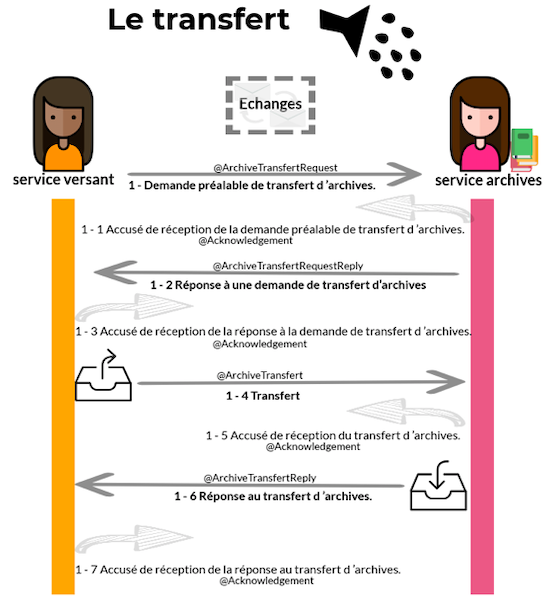 Le transfert
Echanges
@ArchiveTransfertRequest
service versant
1 - Demande préalable de transfert d 'archives.
service archives
1 - 1 Accusé de réception de la demande préalable de transfert d 'archives.
@Acknowledgement
@ArchiveTransfertRequestReply
1 - 2 Réponse à une demande de transfert d'archives
1 - 3 Accusé de réception de la réponse à la demande de transfert d 'archives.
@Acknowledgement
@ArchiveTransfert
1 - 4 Transfert
1 - 5 Accusé de réception du transfert d 'archives.
@Acknowledgement
@ArchiveTransfertReply
1 - 6 Réponse au transfert d 'archives.
1 - 7 Accusé de réception de la réponse au transfert d 'archives.
@Acknowledgement